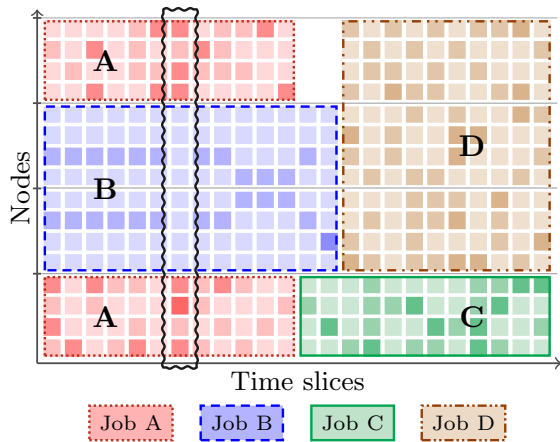 A
D
B
A
C
Nodes
Time slices
Job A
Job B
Job C
Job D